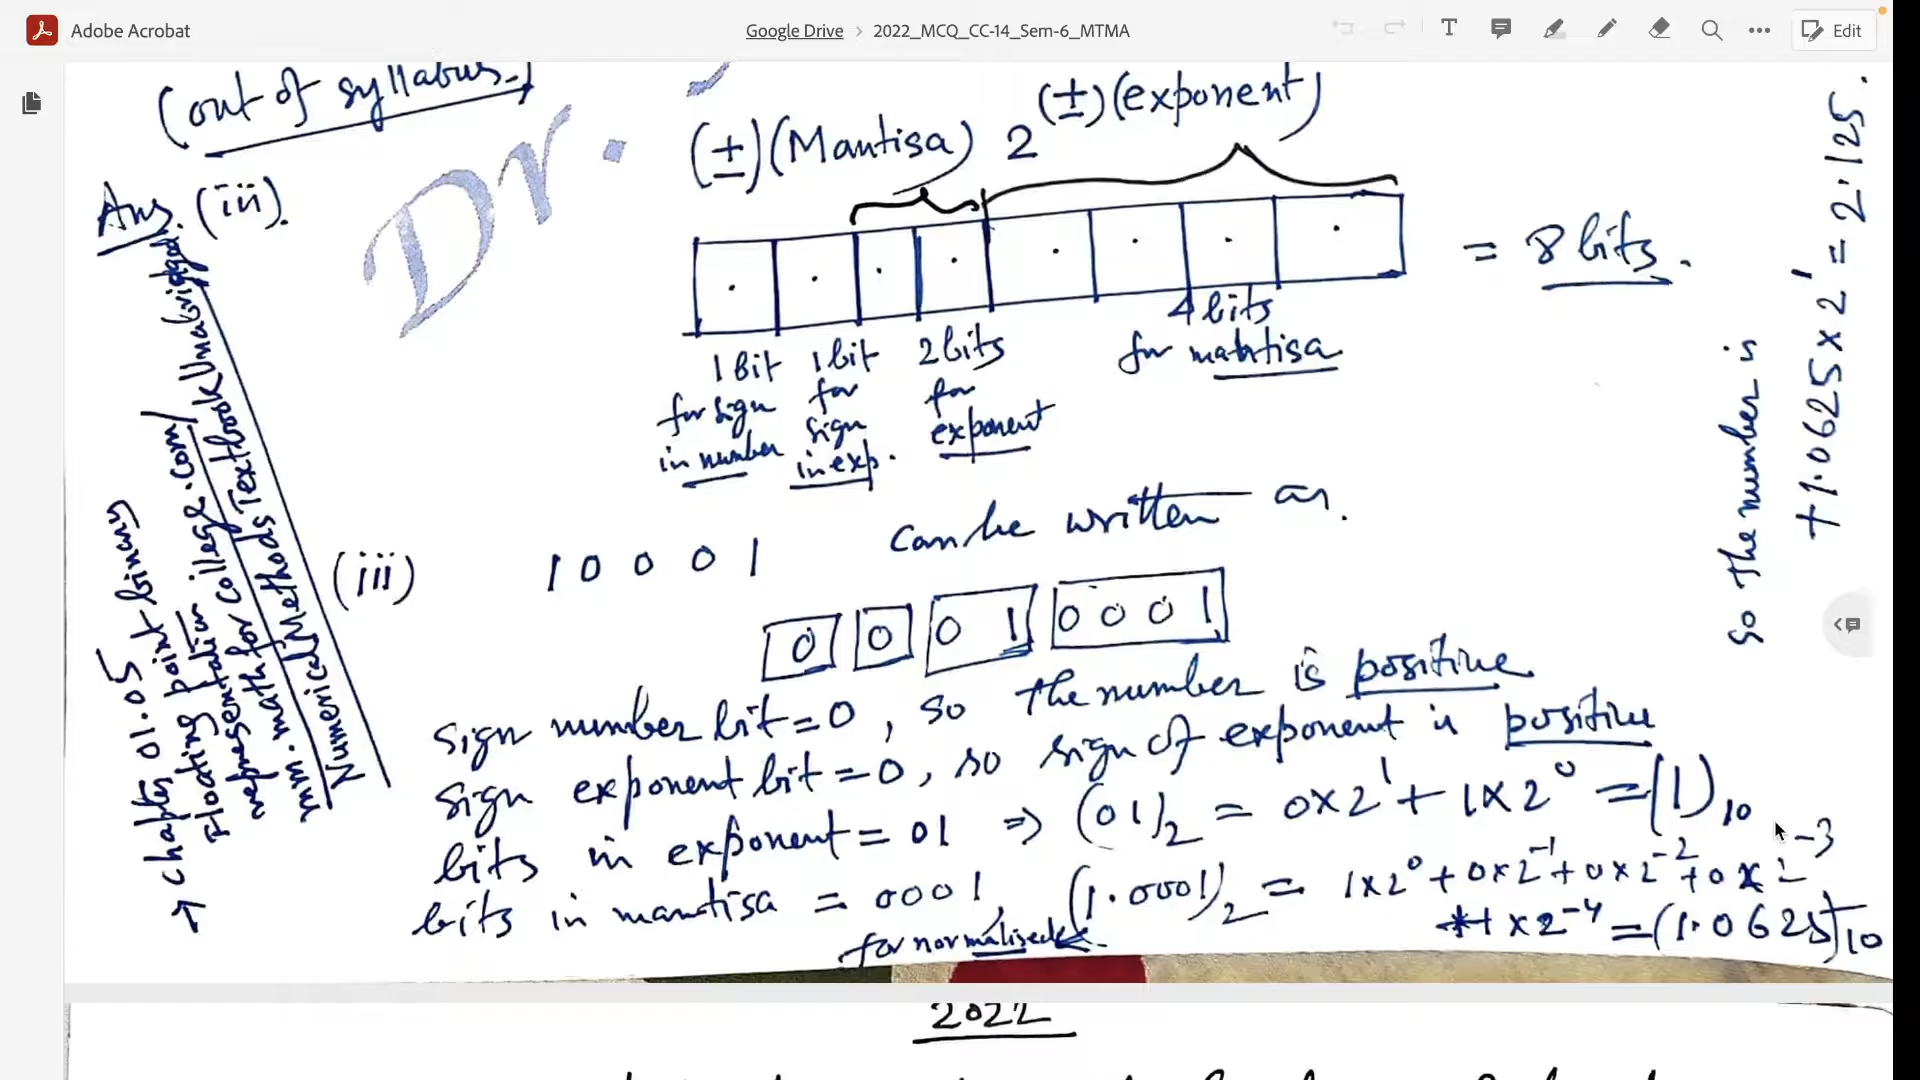 Adobe Acrobat
Google Drive > 2022_MCQ_CC-14_Sem-6_MTMA
Edit
(out of syllabus.)
Dr.
(±)(Mantisa) 2^(±)(exponent)
Ans. (iii).
= 8 bits.
1 bit for sign in number
1 bit for sign in exp.
2 bits for exponent
4 bits for mantisa
(iii) 1 0 0 0 1 can be written as.
0 0 0 1 0 0 0 1
sign number bit = 0, so the number is positive
sign exponent bit = 0, so sign of exponent is positive
bits in exponent = 01 ⇒ (01)₂ = 0×2¹ + 1×2⁰ = (1)₁₀
bits in mantisa = 0001, (1.0001)₂ = 1×2⁰ + 0×2⁻¹ + 0×2⁻² + 0×2⁻³
+1×2⁻⁴ = (1.0625)₁₀
for normalised
so the number is
+1.0625×2¹ = 2.125.
→ Chapter 01.05
Floating point binary
representation
mathforcollege.com/
NumericalMethodsTextbookUnabridged
2022